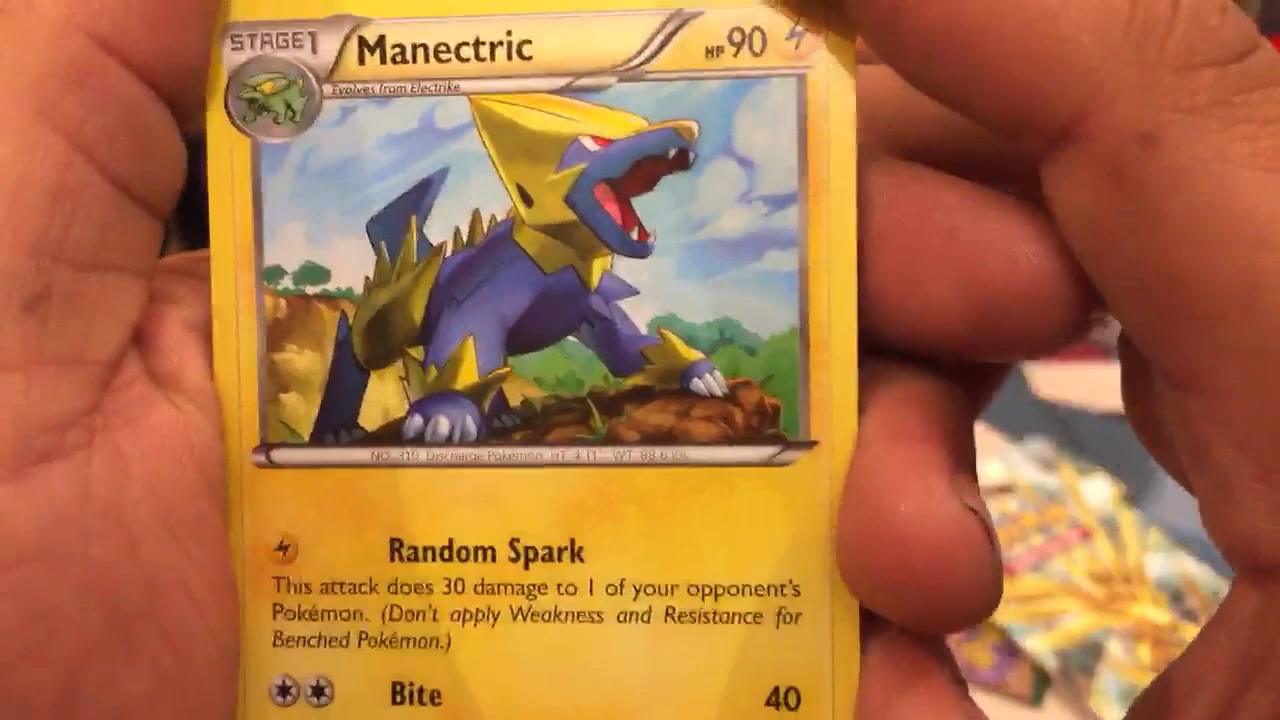 STAGE1 Manectric HP90
Evolves from Electrike
NO. 310 Discharge Pokémon HT 4'11" WT 88.6 lbs.
Random Spark
This attack does 30 damage to 1 of your opponent's
Pokémon. (Don't apply Weakness and Resistance for
Benched Pokémon.)
Bite 40